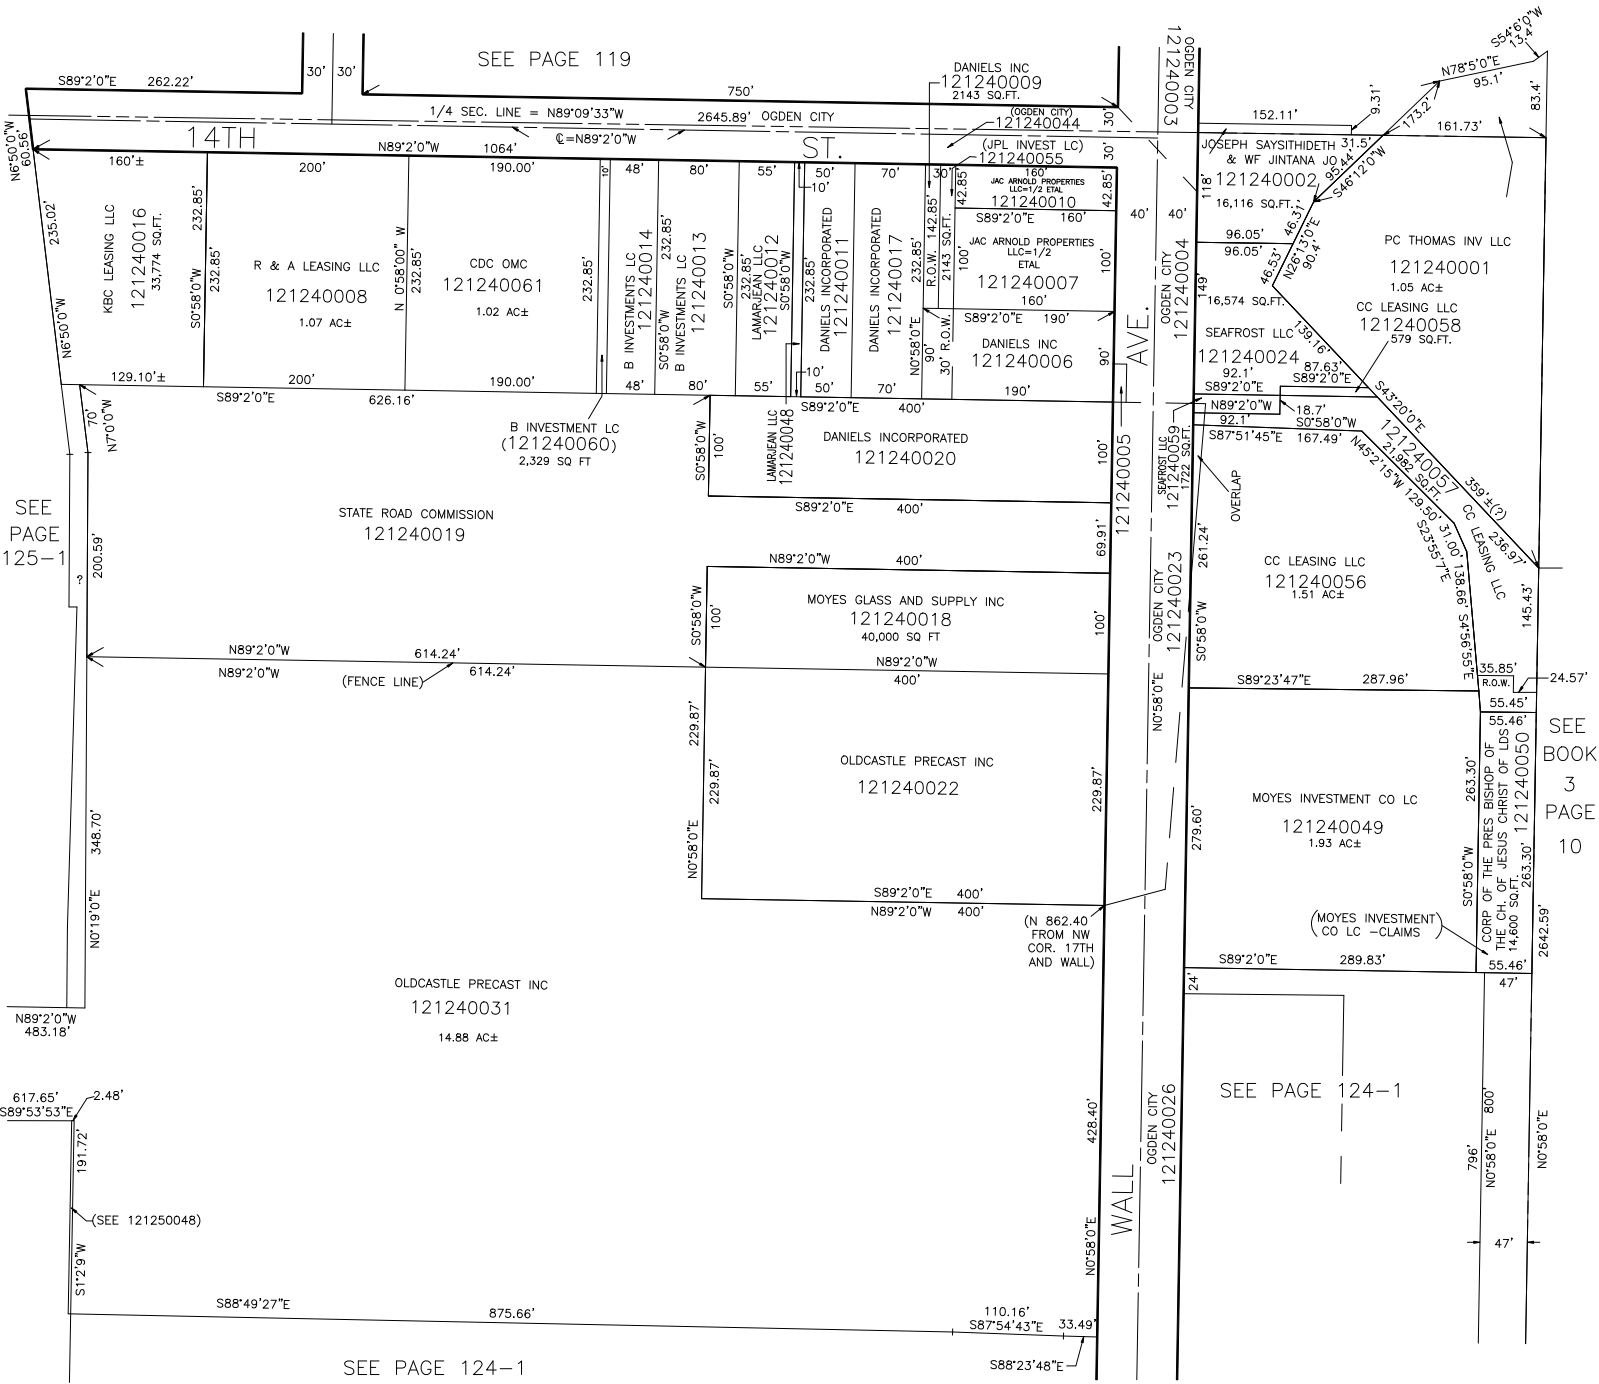 SEE PAGE 119
S89°2'0"E 262.22'
30' 30'
750'
1/4 SEC. LINE = N89°09'33"W 2645.89' OGDEN CITY
14TH ST.
℄=N89°2'0"W
N89°2'0"W 1064'
N6°50'0"W
60.56'
235.02'
N6°50'0"W
DANIELS INC
121240009
2143 SQ.FT.
(OGDEN CITY)
121240044
(JPL INVEST LC)
121240055
30'
30'
OGDEN CITY
121240003
152.11'
9.31'
173.2'
N78°5'0"E
95.1'
S54°6'0"W
13.4'
83.4'
161.73'
160'±
KBC LEASING LLC
121240016
33,774 SQ.FT.
232.85'
S0°58'0"W
129.10'±
200'
R & A LEASING LLC
121240008
1.07 AC±
232.85'
N 0°58'00" W
200'
190.00'
CDC OMC
121240061
1.02 AC±
232.85'
232.85'
190.00'
10'
48'
B INVESTMENTS LC
121240014
232.85'
S0°58'0"W
48'
80'
B INVESTMENTS LC
121240013
S0°58'0"W
80'
55'
232.85'
LAMARJEAN LLC
121240012
S0°58'0"W
55'
10'
10'
50'
232.85'
DANIELS INCORPORATED
121240011
50'
70'
DANIELS INCORPORATED
121240017
232.85'
N0°58'0"E
70'
30'
R.O.W. 142.85'
2143 SQ.FT.
90'
30' R.O.W.
160'
42.85'
JAC ARNOLD PROPERTIES
LLC=1/2 ETAL
121240010
42.85'
S89°2'0"E 160'
JAC ARNOLD PROPERTIES
LLC=1/2
ETAL
121240007
100'
100'
160'
S89°2'0"E 190'
DANIELS INC
121240006
90'
190'
40' 40'
118'
JOSEPH SAYSITHIDETH 31.5'
& WF JINTANA JO
121240002
16,116 SQ.FT.
95.44'
S46°12'0"W
46.31'
N26°13'0"E
90.4'
46.53'
96.05'
96.05'
149'
16,574 SQ.FT.
SEAFROST LLC
121240024
92.1'
S89°2'0"E
OGDEN CITY
121240004
PC THOMAS INV LLC
121240001
1.05 AC±
CC LEASING LLC
121240058
579 SQ.FT.
139.16'
87.63'
S89°2'0"E
N89°2'0"W
18.7'
92.1'
S0°58'0"W
S87°51'45"E 167.49'
S43°20'0"E
121240057
21,982 SQ.FT.
CC LEASING LLC
359'±(?)
236.97'
N45°2'15"W 129.50'
31.00'
S23°55'7"E
138.66' S4°56'55"E
145.43'
S89°2'0"E 626.16'
70'
N7°0'0"W
B INVESTMENT LC
(121240060)
2,329 SQ FT
S0°58'0"W
100'
LAMARJEAN LLC
121240048
S89°2'0"E 400'
DANIELS INCORPORATED
121240020
100'
S89°2'0"E 400'
AVE.
121240005
SEAFROST LLC
121240059
1722 SQ.FT.
OVERLAP
SEE
PAGE
125-1
200.59'
?
STATE ROAD COMMISSION
121240019
69.91'
N89°2'0"W 400'
S0°58'0"W
100'
MOYES GLASS AND SUPPLY INC
121240018
40,000 SQ FT
100'
N89°2'0"W
400'
OGDEN CITY
121240023
261.24'
S0°58'0"W
CC LEASING LLC
121240056
1.51 AC±
N89°2'0"W 614.24'
N89°2'0"W 614.24'
(FENCE LINE)
N0°58'0"E
S89°23'47"E 287.96'
35.85'
R.O.W.
24.57'
55.45'
55.46'
SEE
BOOK
3
PAGE
10
229.87'
229.87'
N0°58'0"E
OLDCASTLE PRECAST INC
121240022
229.87'
S89°2'0"E 400'
N89°2'0"W 400'
348.70'
N0°19'0"E
MOYES INVESTMENT CO LC
121240049
1.93 AC±
279.60'
263.30'
S0°58'0"W
CORP OF THE PRES BISHOP OF
THE CH. OF JESUS CHRIST OF LDS
14,600 SQ.FT. 263.30' 121240050
2642.59'
(N 862.40
FROM NW
COR. 17TH
AND WALL)
(MOYES INVESTMENT
CO LC -CLAIMS)
S89°2'0"E 289.83'
55.46'
47'
24'
OLDCASTLE PRECAST INC
121240031
14.88 AC±
N89°2'0"W
483.18'
617.65'
S89°53'53"E
2.48'
191.72'
(SEE 121250048)
S1°2'9"W
428.40'
N0°58'0"E
WALL
OGDEN CITY
121240026
SEE PAGE 124-1
796'
N0°58'0"E 800'
N0°58'0"E
47'
S88°49'27"E 875.66'
110.16'
S87°54'43"E 33.49'
S88°23'48"E
SEE PAGE 124-1